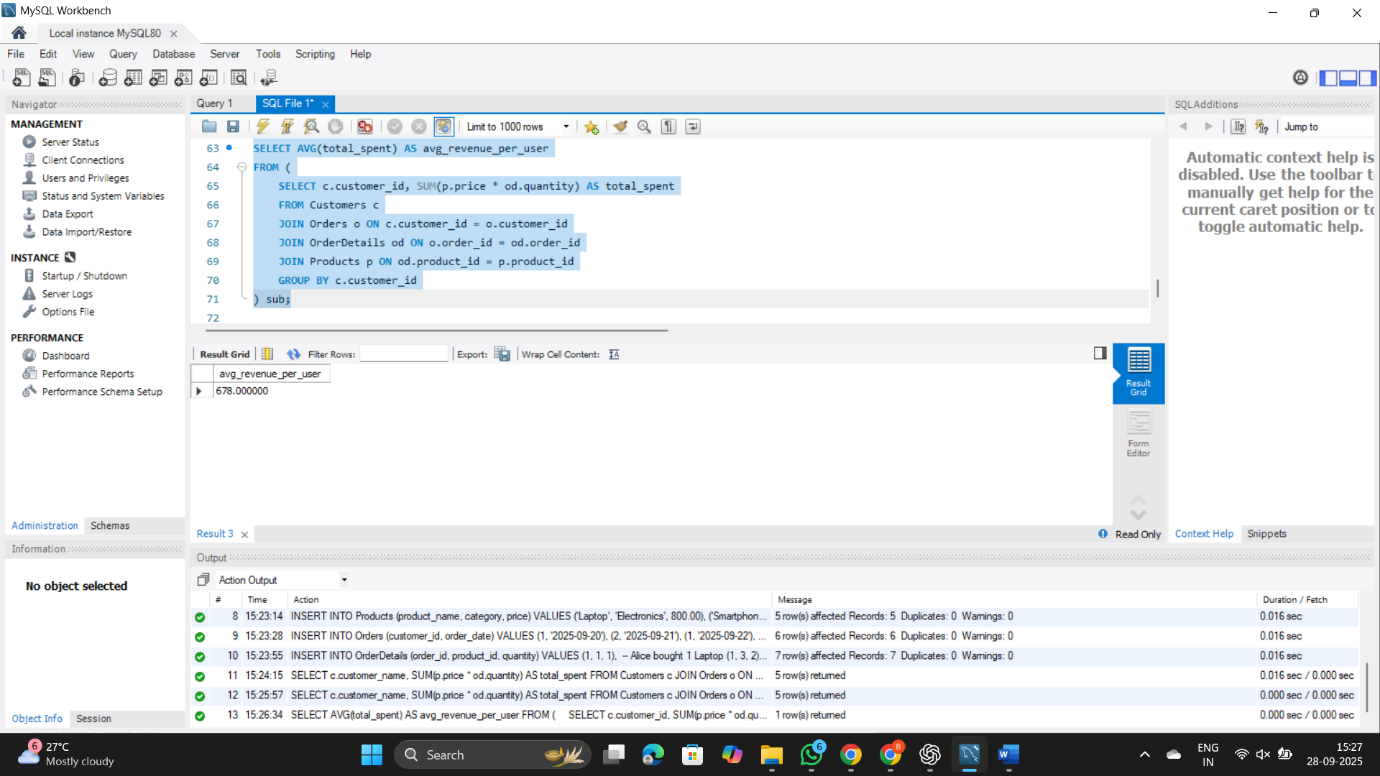 MySQL Workbench
Local instance MySQL80
File Edit View Query Database Server Tools Scripting Help
Navigator
MANAGEMENT
Server Status
Client Connections
Users and Privileges
Status and System Variables
Data Export
Data Import/Restore
INSTANCE
Startup / Shutdown
Server Logs
Options File
PERFORMANCE
Dashboard
Performance Reports
Performance Schema Setup
Administration Schemas
Information
No object selected
Object Info Session
Query 1 SQL File 1*
Limit to 1000 rows
63 SELECT AVG(total_spent) AS avg_revenue_per_user
64 FROM (
65 SELECT c.customer_id, SUM(p.price * od.quantity) AS total_spent
66 FROM Customers c
67 JOIN Orders o ON c.customer_id = o.customer_id
68 JOIN OrderDetails od ON o.order_id = od.order_id
69 JOIN Products p ON od.product_id = p.product_id
70 GROUP BY c.customer_id
71 ) sub;
72
Result Grid Filter Rows: Export: Wrap Cell Content:
avg_revenue_per_user
678.000000
Result Grid
Form Editor
Result 3 Read Only
SQLAdditions
Jump to
Automatic context help is
disabled. Use the toolbar t
manually get help for the
current caret position or to
toggle automatic help.
Context Help Snippets
Output
Action Output
# Time Action Message Duration / Fetch
8 15:23:14 INSERT INTO Products (product_name, category, price) VALUES ('Laptop', 'Electronics', 800.00), ('Smartphon... 5 row(s) affected Records: 5 Duplicates: 0 Warnings: 0 0.016 sec
9 15:23:28 INSERT INTO Orders (customer_id, order_date) VALUES (1, '2025-09-20'), (2, '2025-09-21'), (1, '2025-09-22'), ... 6 row(s) affected Records: 6 Duplicates: 0 Warnings: 0 0.016 sec
10 15:23:55 INSERT INTO OrderDetails (order_id, product_id, quantity) VALUES (1, 1, 1), -- Alice bought 1 Laptop (1, 3, 2)... 7 row(s) affected Records: 7 Duplicates: 0 Warnings: 0 0.016 sec
11 15:24:15 SELECT c.customer_name, SUM(p.price * od.quantity) AS total_spent FROM Customers c JOIN Orders o ON ... 5 row(s) returned 0.016 sec / 0.000 sec
12 15:25:57 SELECT c.customer_name, SUM(p.price * od.quantity) AS total_spent FROM Customers c JOIN Orders o ON ... 5 row(s) returned 0.000 sec / 0.000 sec
13 15:26:34 SELECT AVG(total_spent) AS avg_revenue_per_user FROM ( SELECT c.customer_id, SUM(p.price * od.qu... 1 row(s) returned 0.000 sec / 0.000 sec
6 27°C
Mostly cloudy
Search
6
8
ENG
IN
15:27
28-09-2025